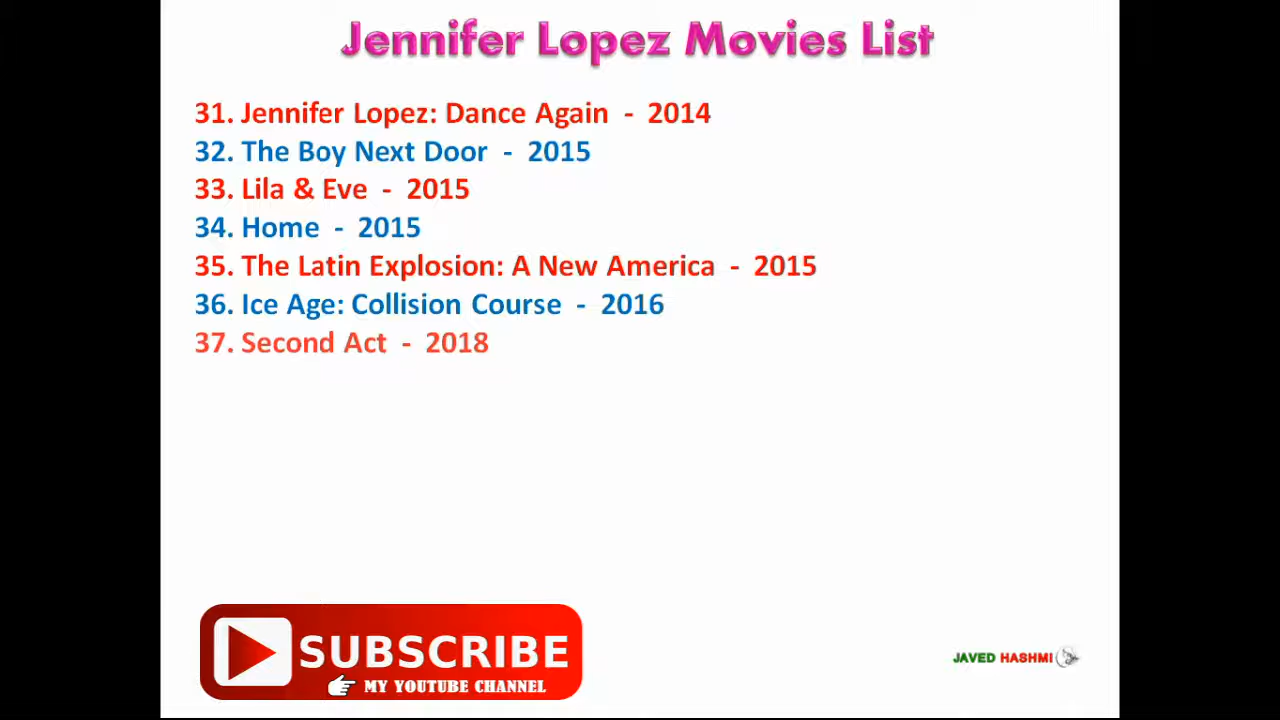 Jennifer Lopez Movies List
31. Jennifer Lopez: Dance Again - 2014
32. The Boy Next Door - 2015
33. Lila & Eve - 2015
34. Home - 2015
35. The Latin Explosion: A New America - 2015
36. Ice Age: Collision Course - 2016
37. Second Act - 2018
SUBSCRIBE
MY YOUTUBE CHANNEL
JAVED HASHMI